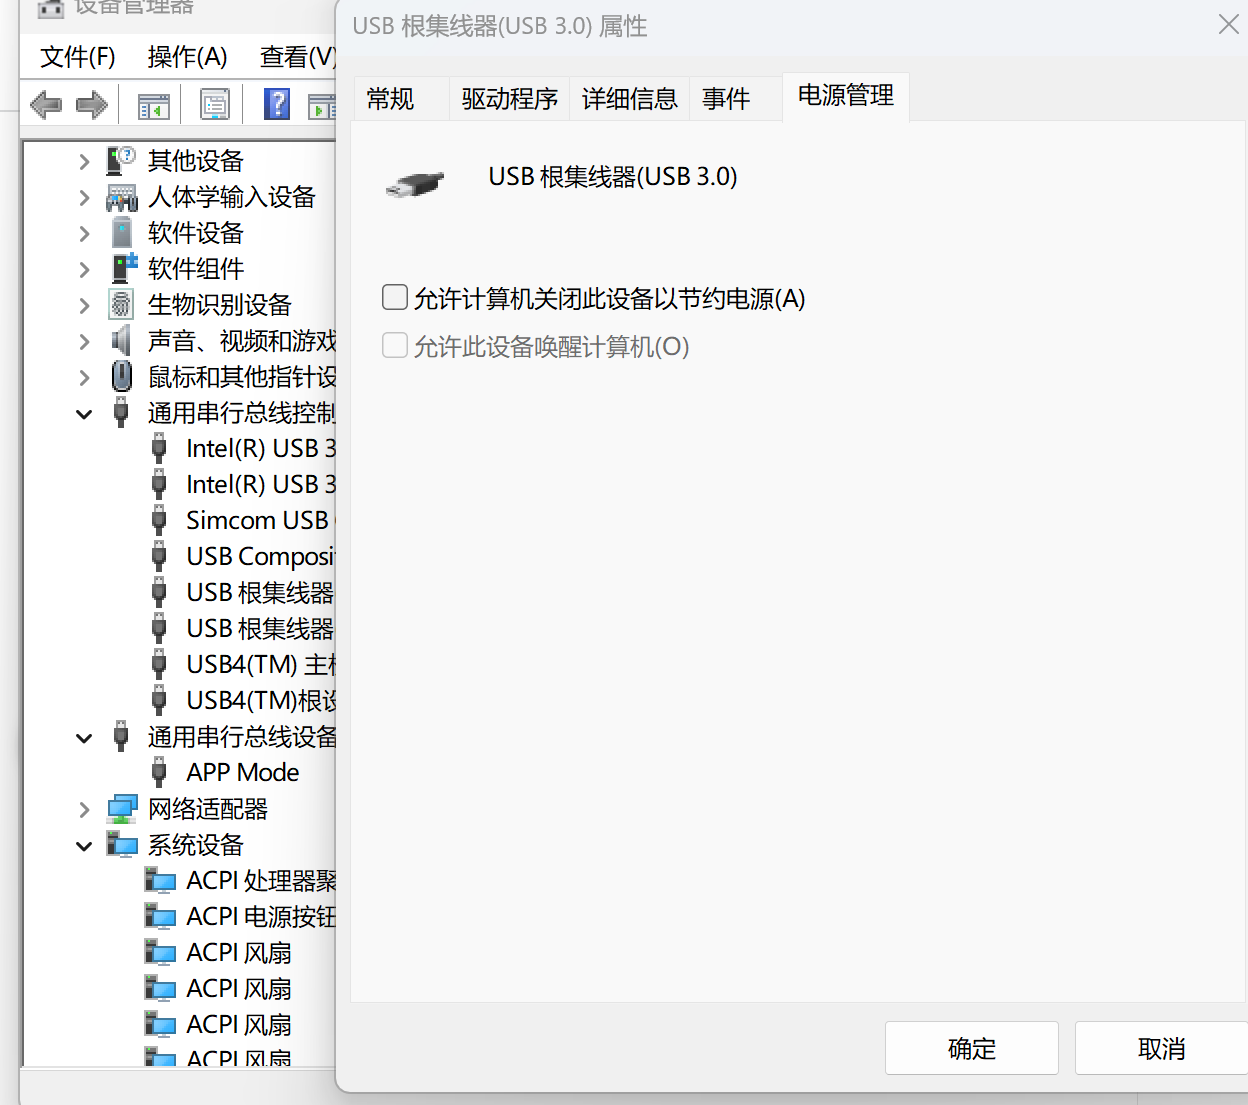 设备管理器
文件(F) 操作(A) 查看(V)
其他设备
人体学输入设备
软件设备
软件组件
生物识别设备
声音、视频和游戏
鼠标和其他指针设
通用串行总线控制
Intel(R) USB 3
Intel(R) USB 3
Simcom USB
USB Composi
USB 根集线器
USB 根集线器
USB4(TM) 主
USB4(TM)根设
通用串行总线设备
APP Mode
网络适配器
系统设备
ACPI 处理器聚
ACPI 电源按钮
ACPI 风扇
ACPI 风扇
ACPI 风扇
ACPI 风扇
USB 根集线器(USB 3.0) 属性
常规 驱动程序 详细信息 事件 电源管理
USB 根集线器(USB 3.0)
允许计算机关闭此设备以节约电源(A)
允许此设备唤醒计算机(O)
确定 取消